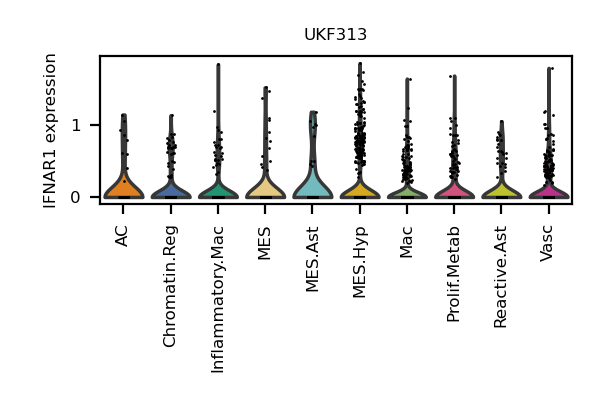 UKF313
IFNAR1 expression
1
0
AC
Chromatin.Reg
Inflammatory.Mac
MES
MES.Ast
MES.Hyp
Mac
Prolif.Metab
Reactive.Ast
Vasc